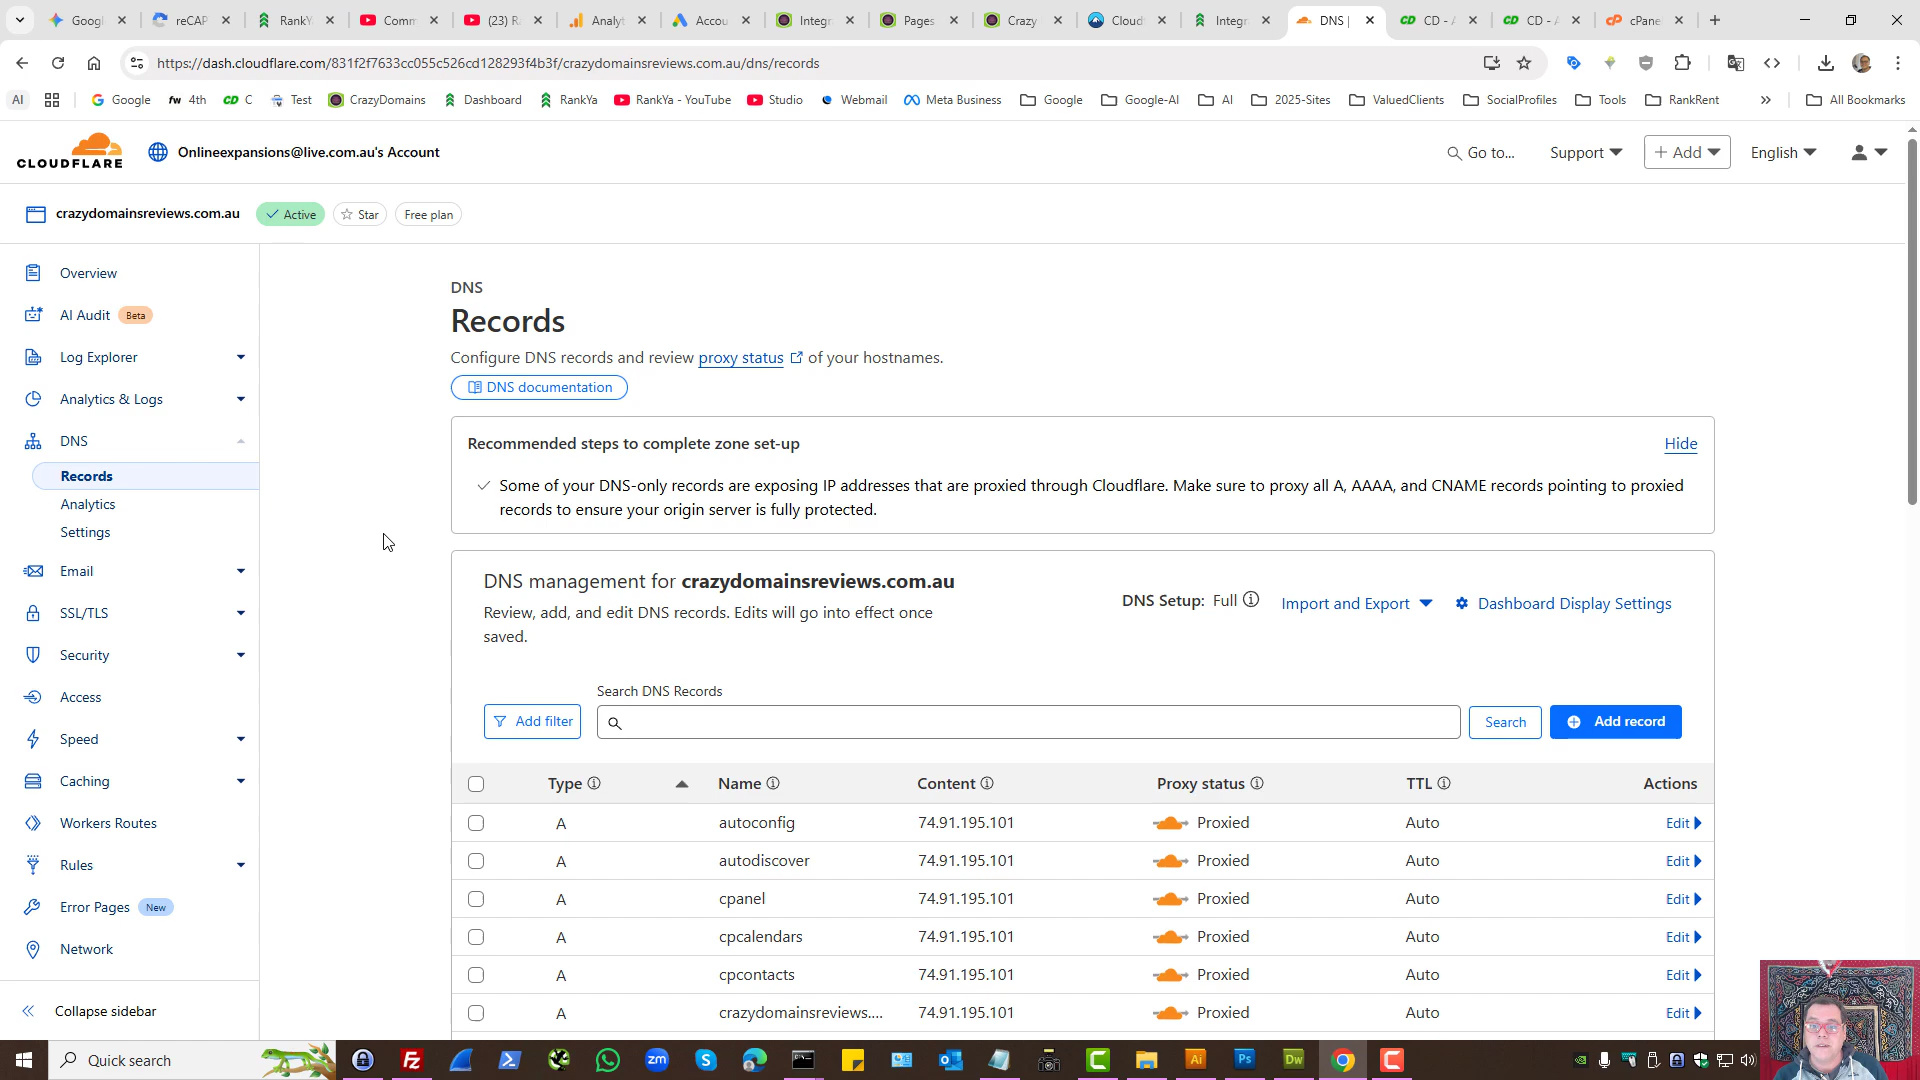 Googl
reCAP
RankY
Comm
(23) R
Analyt
Accou
Integr
Pages
Crazy
Cloud
Integr
DNS |
CD - A
CD - A
cPane
https://dash.cloudflare.com/831f2f7633cc055c526cd128293f4b3f/crazydomainsreviews.com.au/dns/records
AI
Google
fw 4th
CD C
Test
CrazyDomains
Dashboard
RankYa
RankYa - YouTube
Studio
Webmail
Meta Business
Google
Google-AI
AI
2025-Sites
ValuedClients
SocialProfiles
Tools
RankRent
All Bookmarks
CLOUDFLARE
Onlineexpansions@live.com.au's Account
Go to...
Support
+ Add
English
crazydomainsreviews.com.au
Active
Star
Free plan
Overview
AI Audit Beta
Log Explorer
Analytics & Logs
DNS
Records
Analytics
Settings
Email
SSL/TLS
Security
Access
Speed
Caching
Workers Routes
Rules
Error Pages New
Network
Collapse sidebar
DNS
Records
Configure DNS records and review proxy status of your hostnames.
DNS documentation
Recommended steps to complete zone set-up
Hide
Some of your DNS-only records are exposing IP addresses that are proxied through Cloudflare. Make sure to proxy all A, AAAA, and CNAME records pointing to proxied
records to ensure your origin server is fully protected.
DNS management for crazydomainsreviews.com.au
Review, add, and edit DNS records. Edits will go into effect once
saved.
DNS Setup: Full
Import and Export
Dashboard Display Settings
Search DNS Records
Add filter
Search
Add record
Type Name Content Proxy status TTL Actions
A autoconfig 74.91.195.101 Proxied Auto Edit
A autodiscover 74.91.195.101 Proxied Auto Edit
A cpanel 74.91.195.101 Proxied Auto Edit
A cpcalendars 74.91.195.101 Proxied Auto Edit
A cpcontacts 74.91.195.101 Proxied Auto Edit
A crazydomainsreviews.... 74.91.195.101 Proxied Auto Edit
Quick search
Fz
zm
S
Ai
Ps
Dw